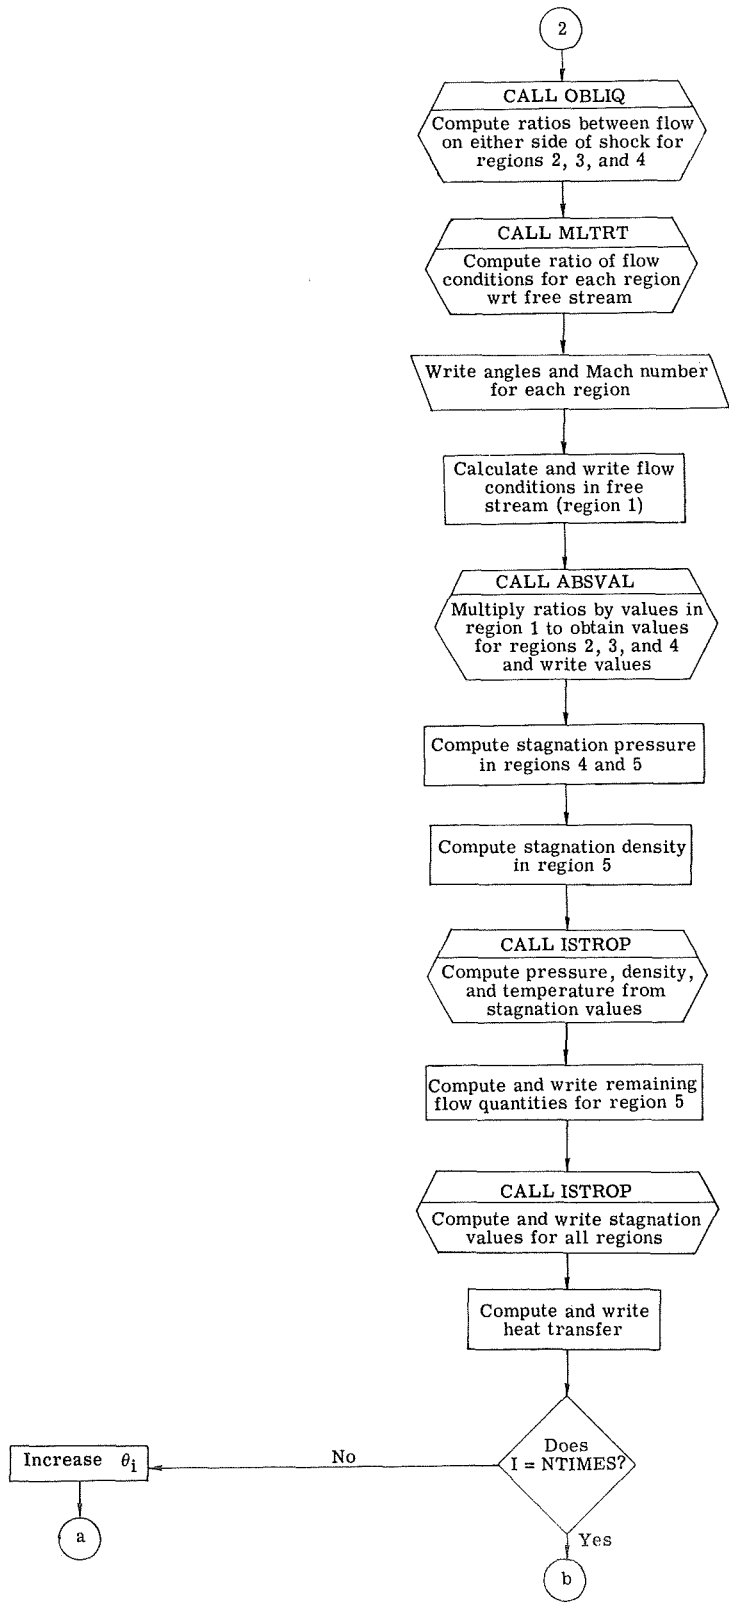 2
CALL OBLIQ
Compute ratios between flow
on either side of shock for
regions 2, 3, and 4
CALL MLTRT
Compute ratio of flow
conditions for each region
wrt free stream
Write angles and Mach number
for each region
Calculate and write flow
conditions in free
stream (region 1)
CALL ABSVAL
Multiply ratios by values in
region 1 to obtain values
for regions 2, 3, and 4
and write values
Compute stagnation pressure
in regions 4 and 5
Compute stagnation density
in region 5
CALL ISTROP
Compute pressure, density,
and temperature from
stagnation values
Compute and write remaining
flow quantities for region 5
CALL ISTROP
Compute and write stagnation
values for all regions
Compute and write
heat transfer
Does
I = NTIMES?
No
Increase θi
a
Yes
b